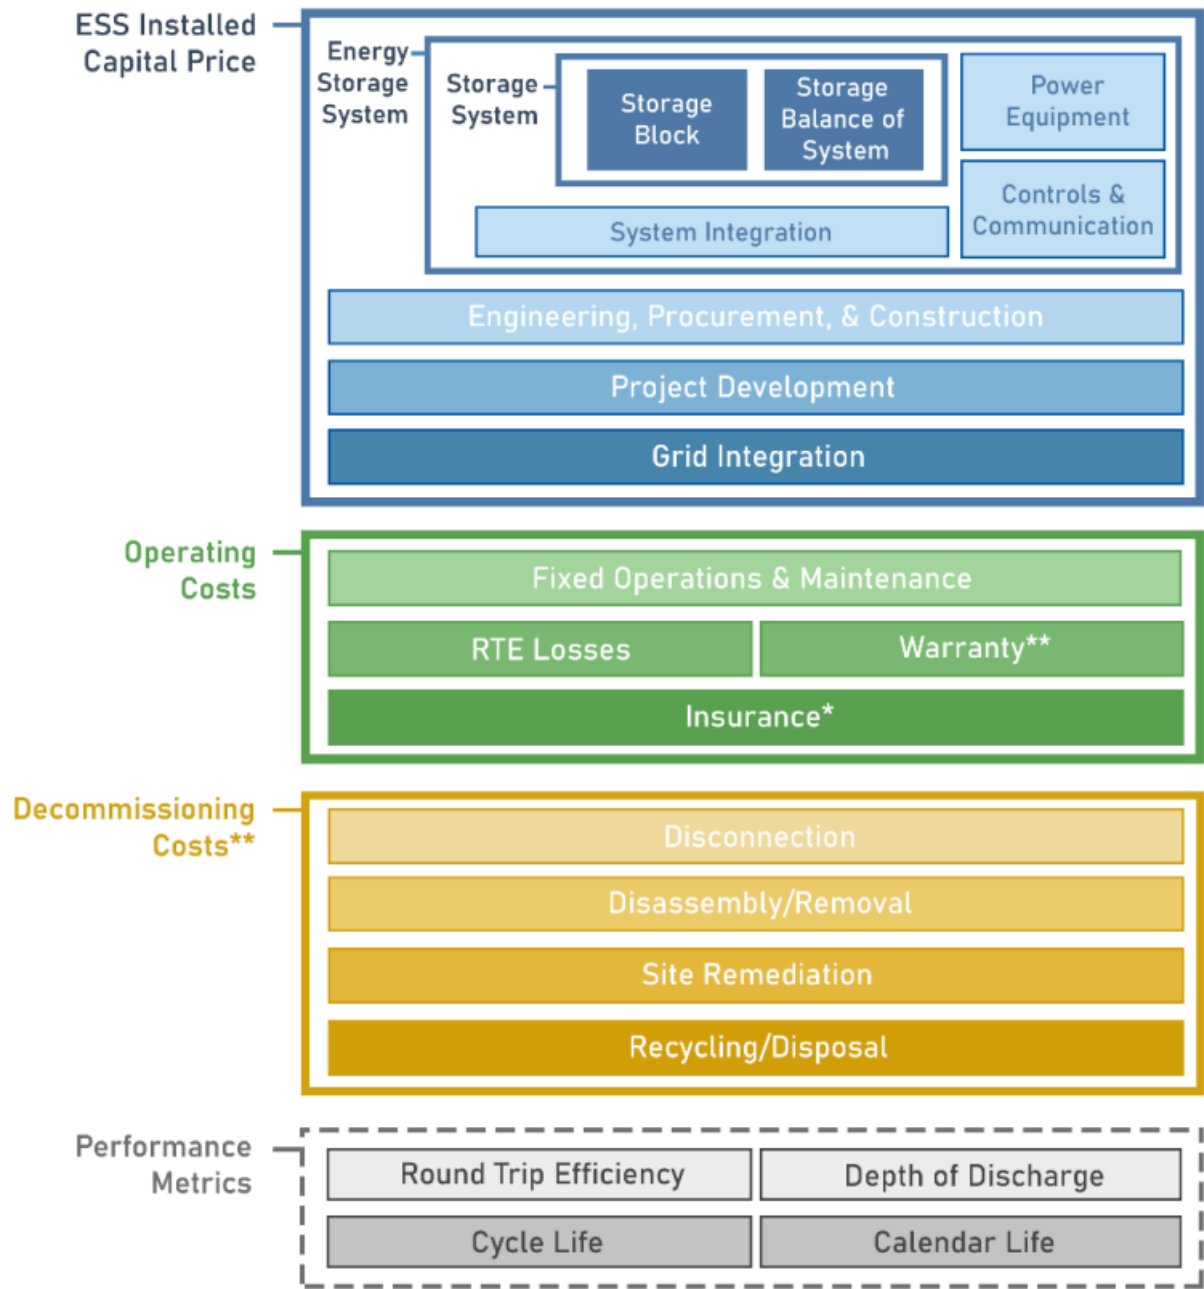 ESS Installed
Capital Price
Energy
Storage
System
Storage
System
Storage
Block
Storage
Balance of
System
Power
Equipment
Controls &
Communication
System Integration
Engineering, Procurement, & Construction
Project Development
Grid Integration
Operating
Costs
Fixed Operations & Maintenance
RTE Losses
Warranty**
Insurance*
Decommissioning
Costs**
Disconnection
Disassembly/Removal
Site Remediation
Recycling/Disposal
Performance
Metrics
Round Trip Efficiency
Depth of Discharge
Cycle Life
Calendar Life